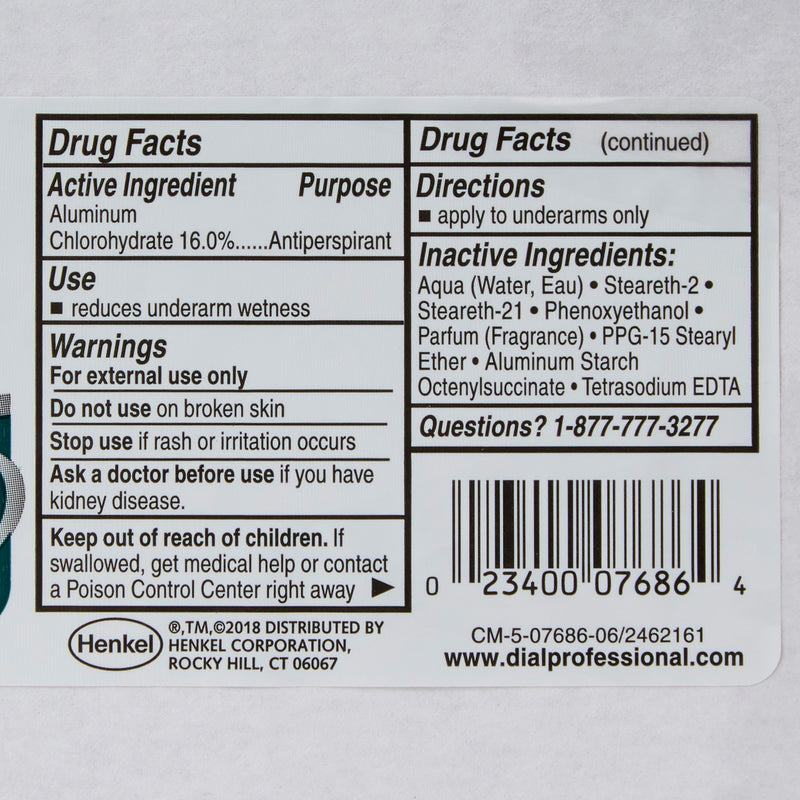 Drug Facts
Active Ingredient Purpose
Aluminum
Chlorohydrate 16.0%......Antiperspirant
Use
■ reduces underarm wetness
Warnings
For external use only
Do not use on broken skin
Stop use if rash or irritation occurs
Ask a doctor before use if you have
kidney disease.
Keep out of reach of children. If
swallowed, get medical help or contact
a Poison Control Center right away ▶
Henkel
®,TM,©2018 DISTRIBUTED BY
HENKEL CORPORATION,
ROCKY HILL, CT 06067
Drug Facts (continued)
Directions
■ apply to underarms only
Inactive Ingredients:
Aqua (Water, Eau) • Steareth-2 •
Steareth-21 • Phenoxyethanol •
Parfum (Fragrance) • PPG-15 Stearyl
Ether • Aluminum Starch
Octenylsuccinate • Tetrasodium EDTA
Questions? 1-877-777-3277
0 23400 07686 4
CM-5-07686-06/2462161
www.dialprofessional.com